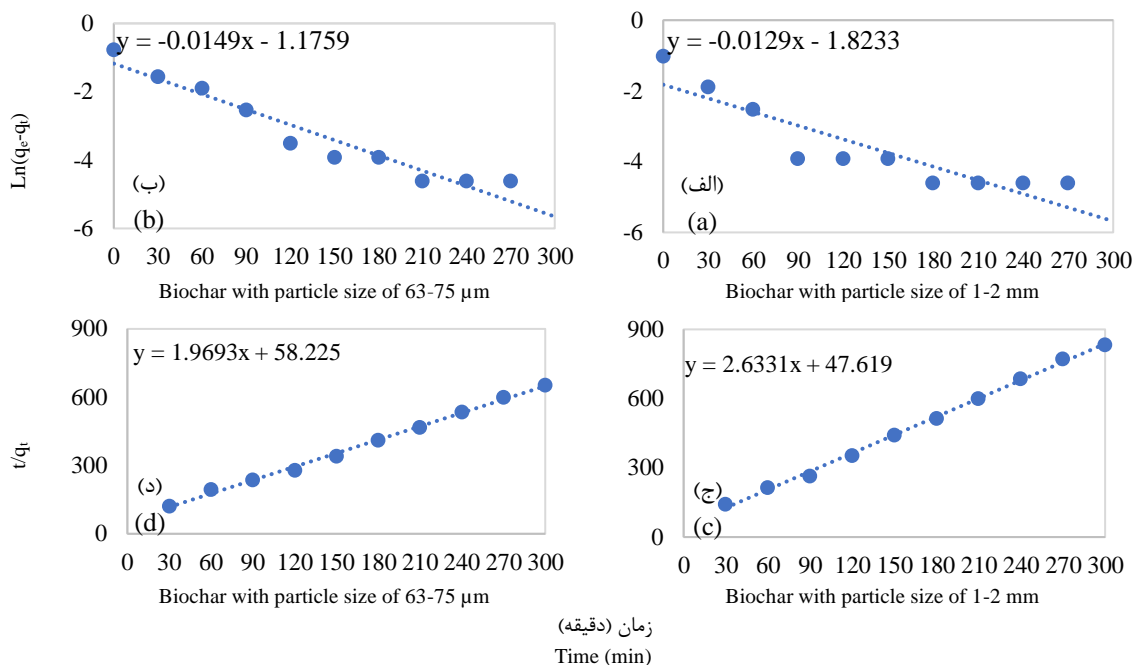 y = -0.0149x - 1.1759
Ln(qₑ-qₜ)
0
-2
-4
-6
(ب)
(b)
0 30 60 90 120 150 180 210 240 270 300
Biochar with particle size of 63-75 µm
y = -0.0129x - 1.8233
0
-2
-4
-6
(الف)
(a)
0 30 60 90 120 150 180 210 240 270 300
Biochar with particle size of 1-2 mm
y = 1.9693x + 58.225
t/qₜ
900
600
300
0
(د)
(d)
0 30 60 90 120 150 180 210 240 270 300
Biochar with particle size of 63-75 µm
y = 2.6331x + 47.619
900
600
300
0
(ج)
(c)
0 30 60 90 120 150 180 210 240 270 300
Biochar with particle size of 1-2 mm
زمان (دقیقه)
Time (min)